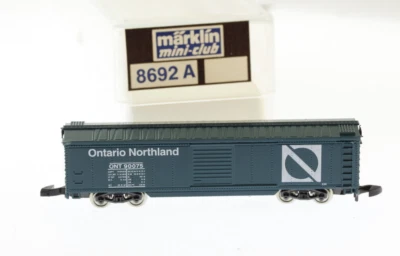 märklin
mini-club
8692 A
Ontario Northland
ONT 90075